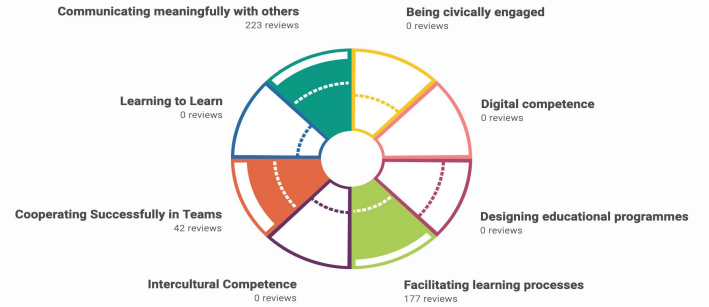 Communicating meaningfully with others
223 reviews
Being civically engaged
0 reviews
Learning to Learn
0 reviews
Digital competence
0 reviews
Cooperating Successfully in Teams
42 reviews
Designing educational programmes
0 reviews
Intercultural Competence
0 reviews
Facilitating learning processes
177 reviews